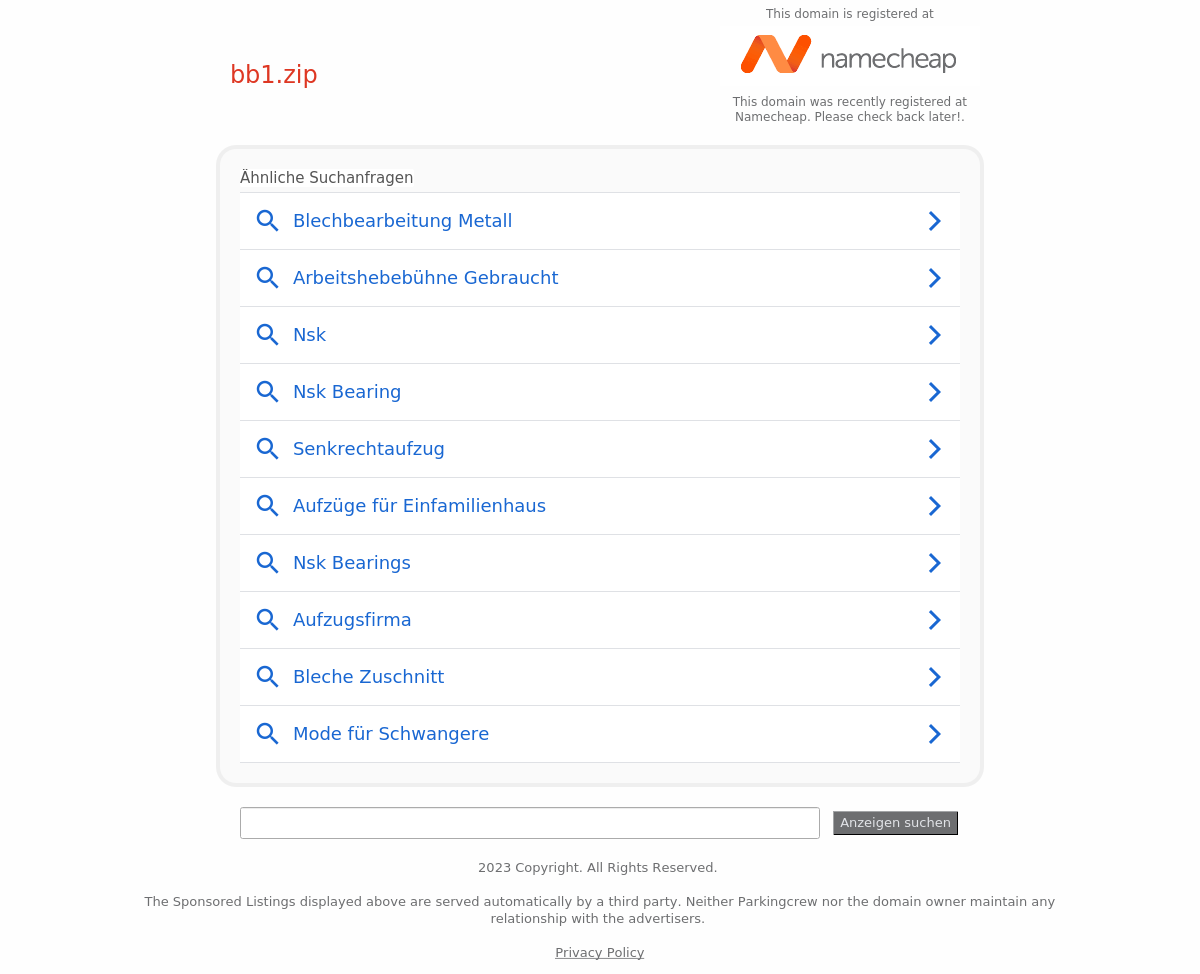 This domain is registered at
namecheap
bb1.zip
This domain was recently registered at
Namecheap. Please check back later!.
Ähnliche Suchanfragen
Blechbearbeitung Metall
Arbeitshebebühne Gebraucht
Nsk
Nsk Bearing
Senkrechtaufzug
Aufzüge für Einfamilienhaus
Nsk Bearings
Aufzugsfirma
Bleche Zuschnitt
Mode für Schwangere
Anzeigen suchen
2023 Copyright. All Rights Reserved.
The Sponsored Listings displayed above are served automatically by a third party. Neither Parkingcrew nor the domain owner maintain any
relationship with the advertisers.
Privacy Policy